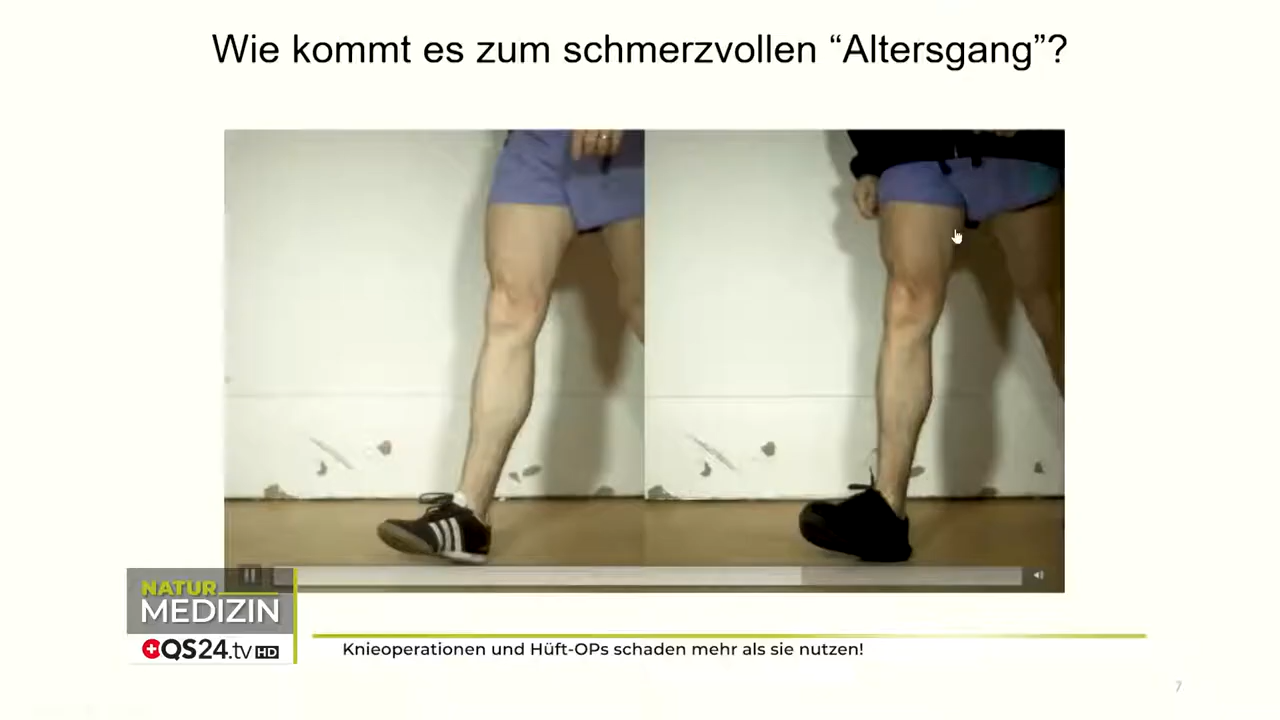 Wie kommt es zum schmerzvollen “Altersgang”?
NATUR
MEDIZIN
QS24.tv HD
Knieoperationen und Hüft-OPs schaden mehr als sie nutzen!
7